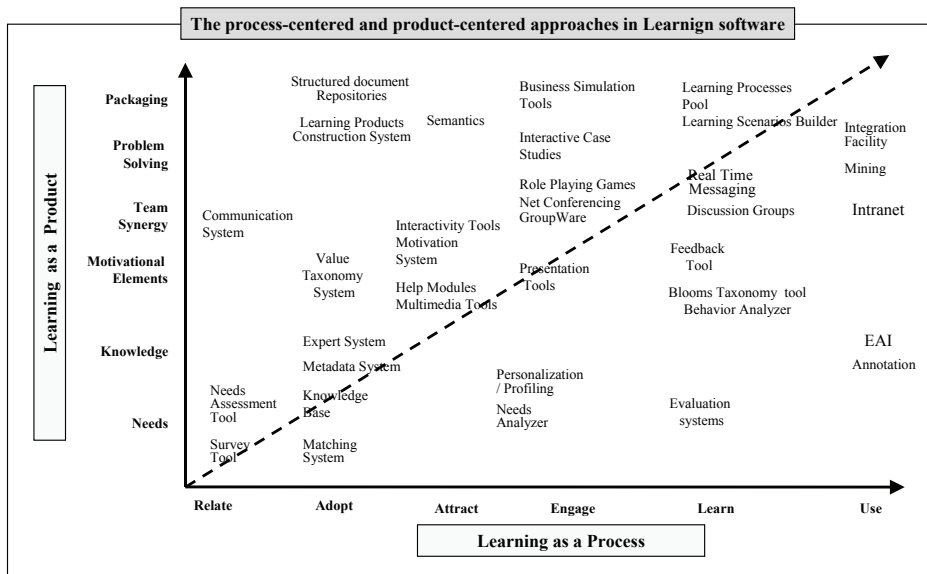 The process-centered and product-centered approaches in Learnign software
Learning as a Product
Packaging
Problem
Solving
Team
Synergy
Motivational
Elements
Knowledge
Needs
Structured document
Repositories
Learning Products
Construction System
Semantics
Business Simulation
Tools
Interactive Case
Studies
Learning Processes
Pool
Learning Scenarios Builder
Integration
Facility
Mining
Role Playing Games
Net Conferencing
GroupWare
Real Time
Messaging
Discussion Groups
Intranet
Communication
System
Interactivity Tools
Motivation
System
Value
Taxonomy
System
Help Modules
Multimedia Tools
Presentation
Tools
Feedback
Tool
Blooms Taxonomy tool
Behavior Analyzer
Expert System
Metadata System
EAI
Annotation
Needs
Assessment
Tool
Knowledge
Base
Personalization
/ Profiling
Needs
Analyzer
Evaluation
systems
Survey
Tool
Matching
System
Relate
Adopt
Attract
Engage
Learn
Use
Learning as a Process